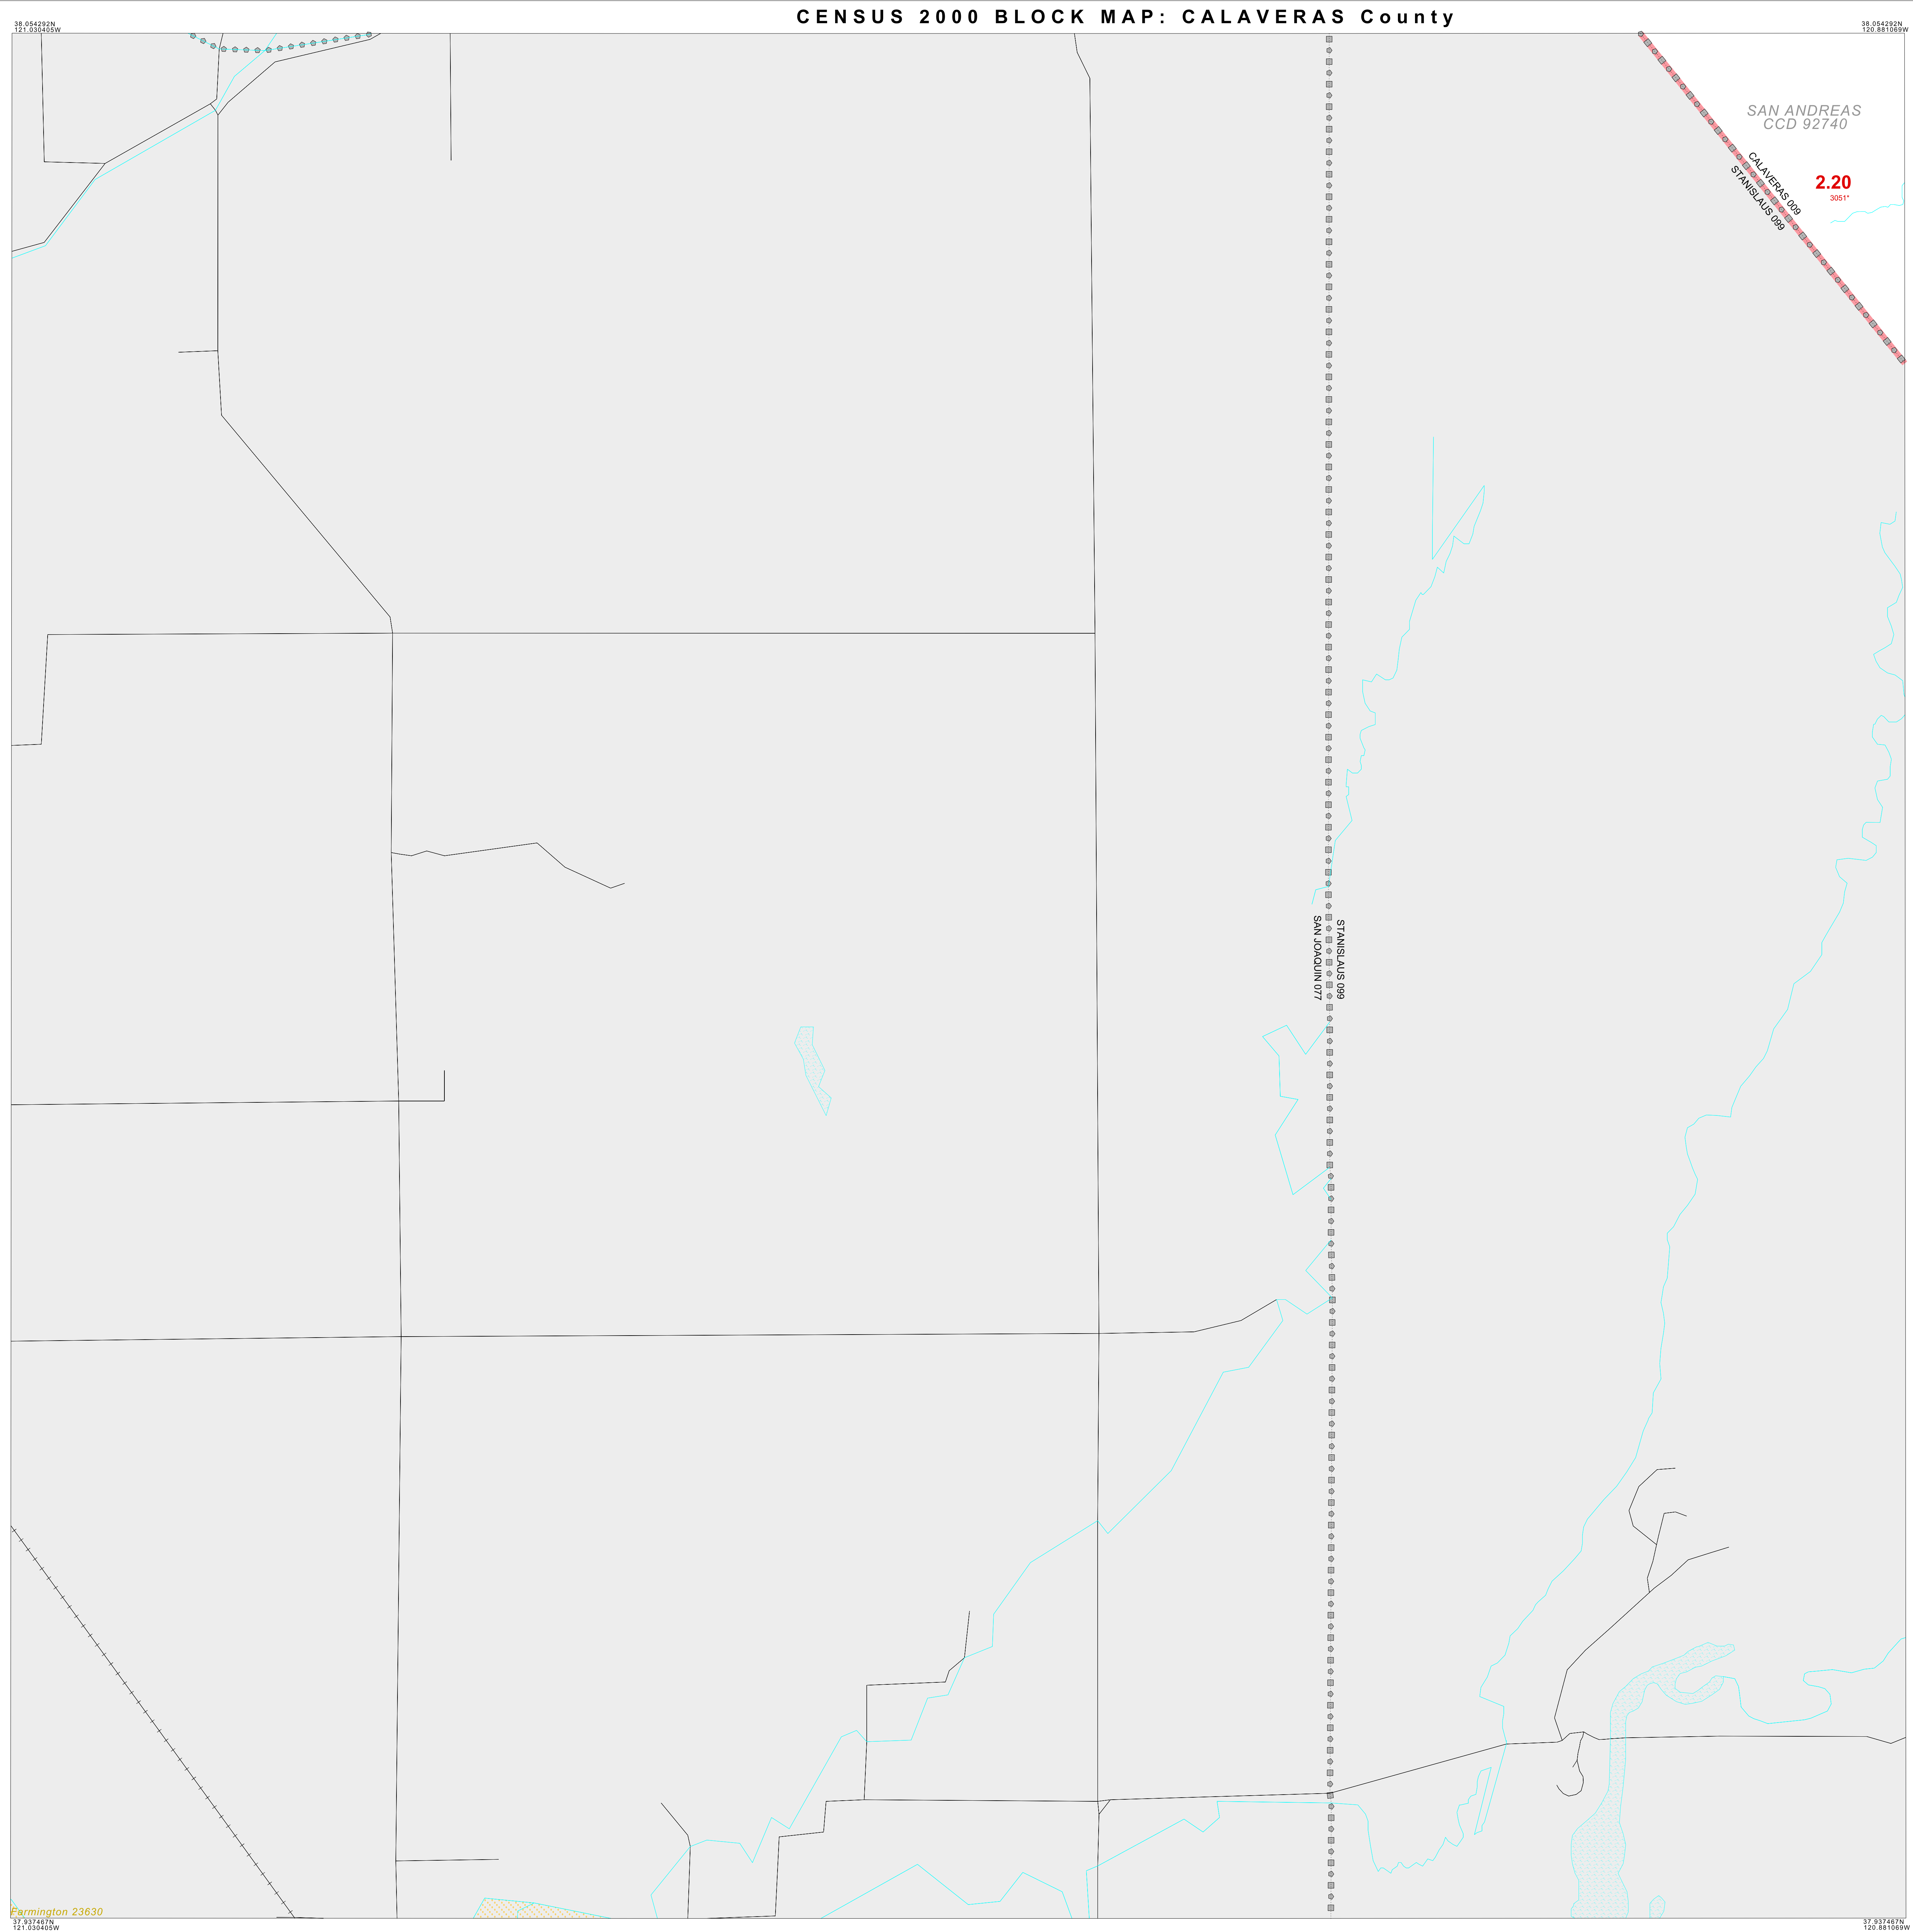 CENSUS 2000 BLOCK MAP: CALAVERAS County
38.054292N
121.030405W
38.054292N
120.881069W
SAN ANDREAS
CCD 92740
CALAVERAS 009
STANISLAUS 099
2.20
3051*
STANISLAUS 099
SAN JOAQUIN 077
Farmington 23630
37.937467N
121.030405W
37.937467N
120.881069W